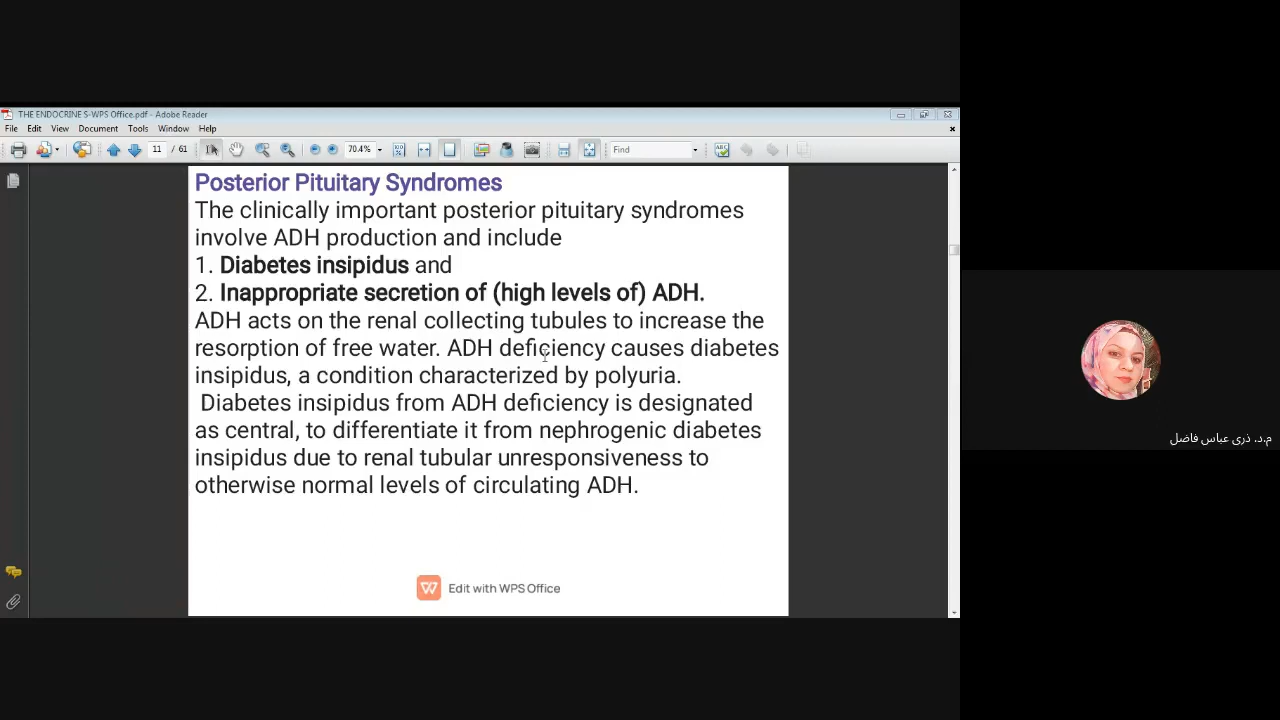 THE ENDOCRINE S-WPS Office.pdf - Adobe Reader
File Edit View Document Tools Window Help
11 / 61 70.4% Find
Posterior Pituitary Syndromes
The clinically important posterior pituitary syndromes
involve ADH production and include
1. Diabetes insipidus and
2. Inappropriate secretion of (high levels of) ADH.
ADH acts on the renal collecting tubules to increase the
resorption of free water. ADH deficiency causes diabetes
insipidus, a condition characterized by polyuria.
Diabetes insipidus from ADH deficiency is designated
as central, to differentiate it from nephrogenic diabetes
insipidus due to renal tubular unresponsiveness to
otherwise normal levels of circulating ADH.
Edit with WPS Office
م.د. ذرى عباس فاضل